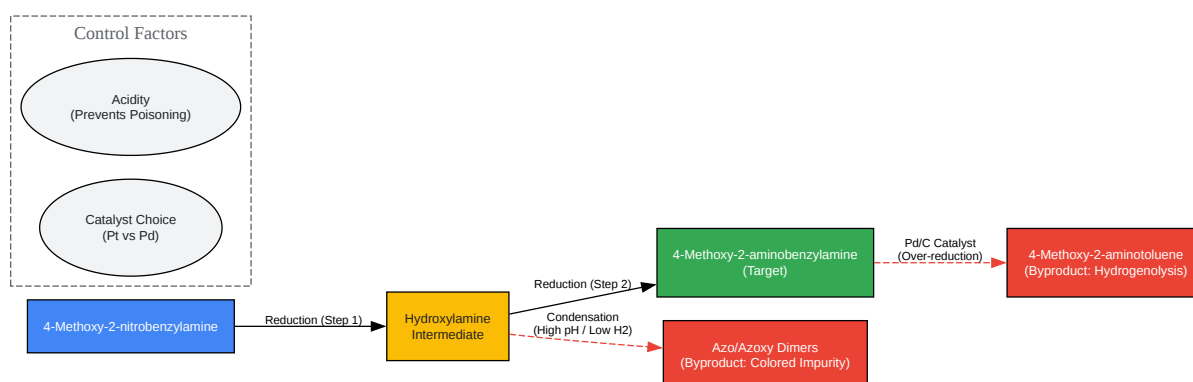 Control Factors
Acidity
(Prevents Poisoning)
Catalyst Choice
(Pt vs Pd)
4-Methoxy-2-nitrobenzylamine
Reduction (Step 1)
Hydroxylamine
Intermediate
Reduction (Step 2)
Condensation
(High pH / Low H2)
4-Methoxy-2-aminobenzylamine
(Target)
Azo/Azoxy Dimers
(Byproduct: Colored Impurity)
Pd/C Catalyst
(Over-reduction)
4-Methoxy-2-aminotoluene
(Byproduct: Hydrogenolysis)